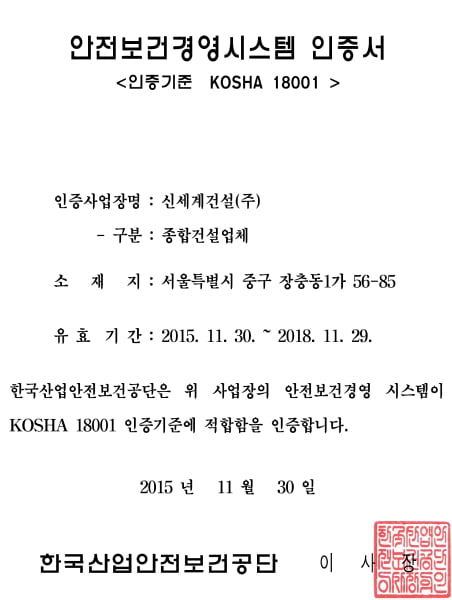 안전보건경영시스템 인증서
<인증기준 KOSHA 18001 >
인증사업장명 : 신세계건설(주)
- 구분 : 종합건설업체
소 재 지 : 서울특별시 중구 장충동1가 56-85
유 효 기 간 : 2015. 11. 30. ~ 2018. 11. 29.
한국산업안전보건공단은 위 사업장의 안전보건경영 시스템이
KOSHA 18001 인증기준에 적합함을 인증합니다.
2015 년 11 월 30 일
한국산업안전보건공단 이 사 장